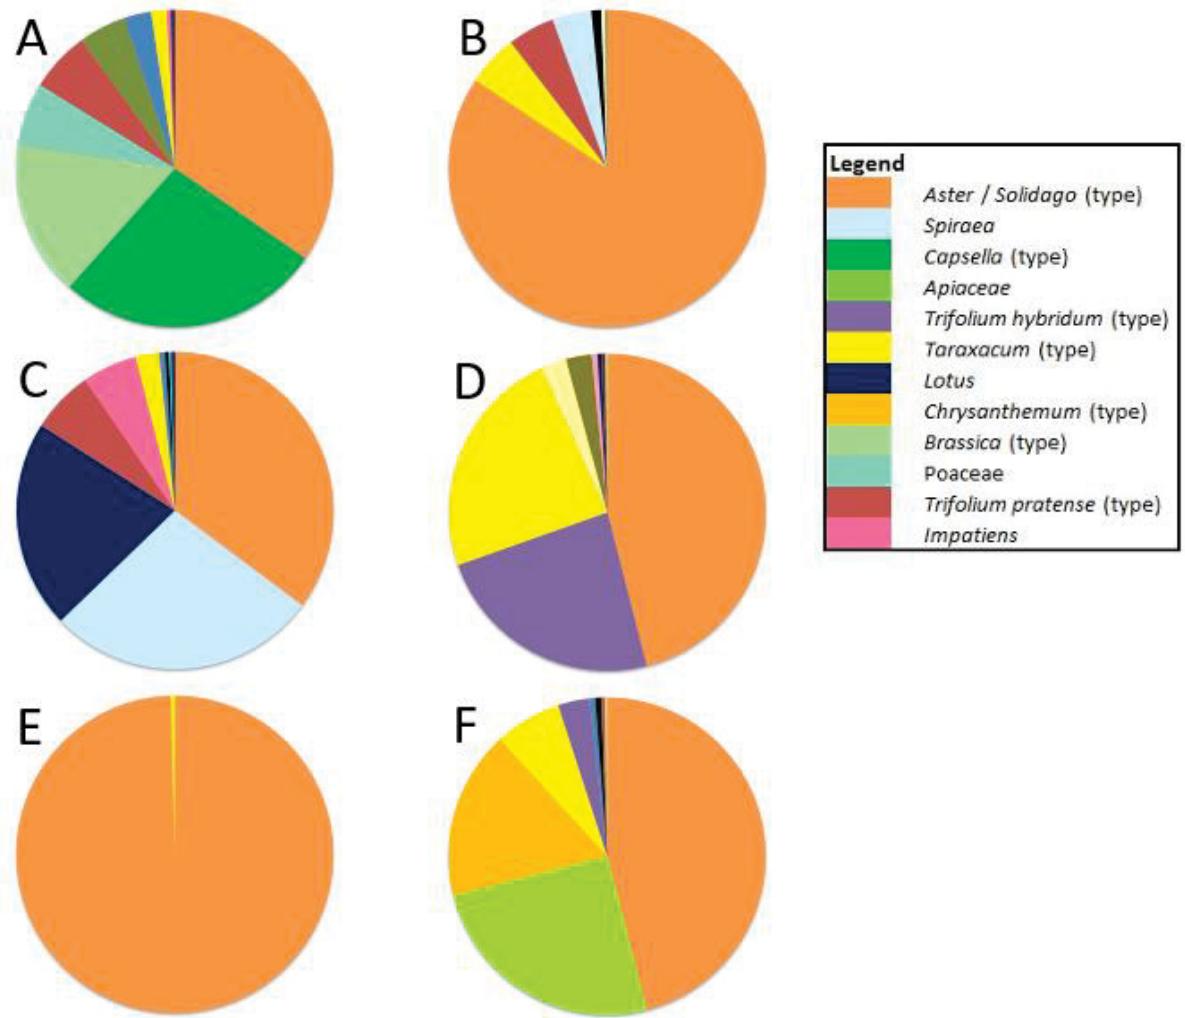 A
B
C
D
E
F
Legend
Aster / Solidago (type)
Spiraea
Capsella (type)
Apiaceae
Trifolium hybridum (type)
Taraxacum (type)
Lotus
Chrysanthemum (type)
Brassica (type)
Poaceae
Trifolium pratense (type)
Impatiens